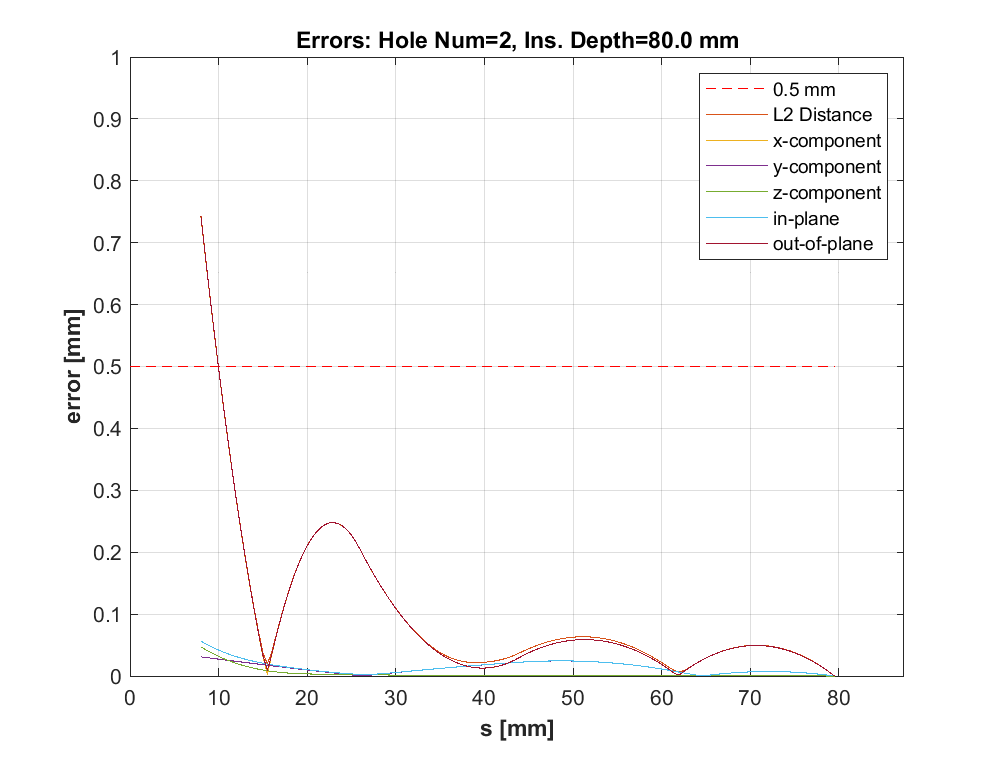 Errors: Hole Num=2, Ins. Depth=80.0 mm
1
0.9
0.8
0.7
0.6
0.5
0.4
0.3
0.2
0.1
0
error [mm]
0 10 20 30 40 50 60 70 80
s [mm]
0.5 mm
L2 Distance
x-component
y-component
z-component
in-plane
out-of-plane